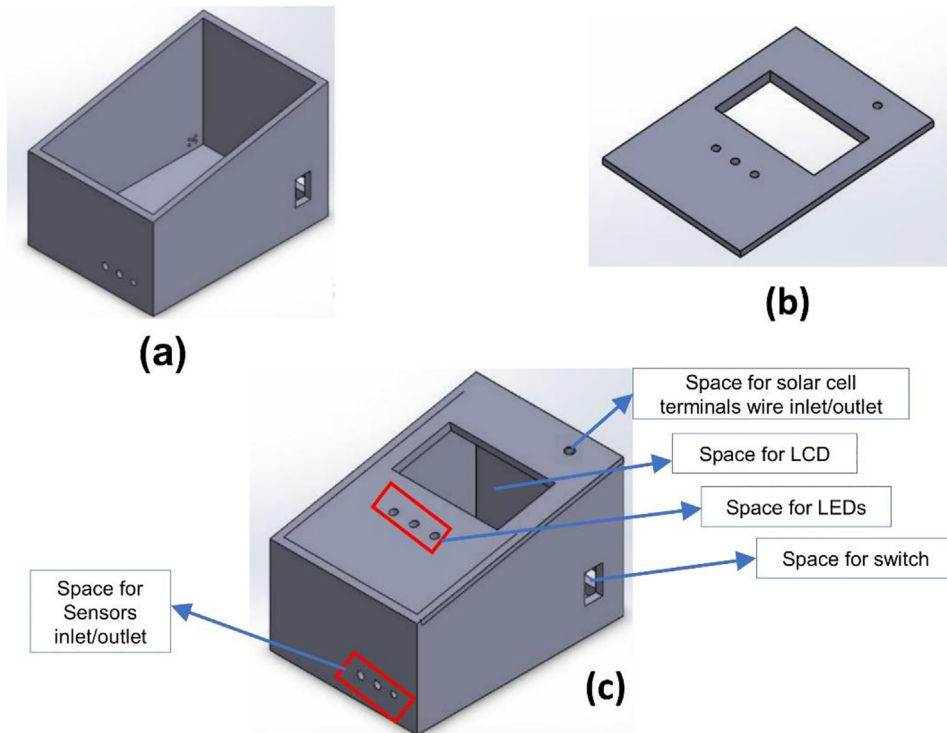 (a)
(b)
Space for solar cell
terminals wire inlet/outlet
Space for LCD
Space for LEDs
Space for switch
Space for
Sensors
inlet/outlet
(c)